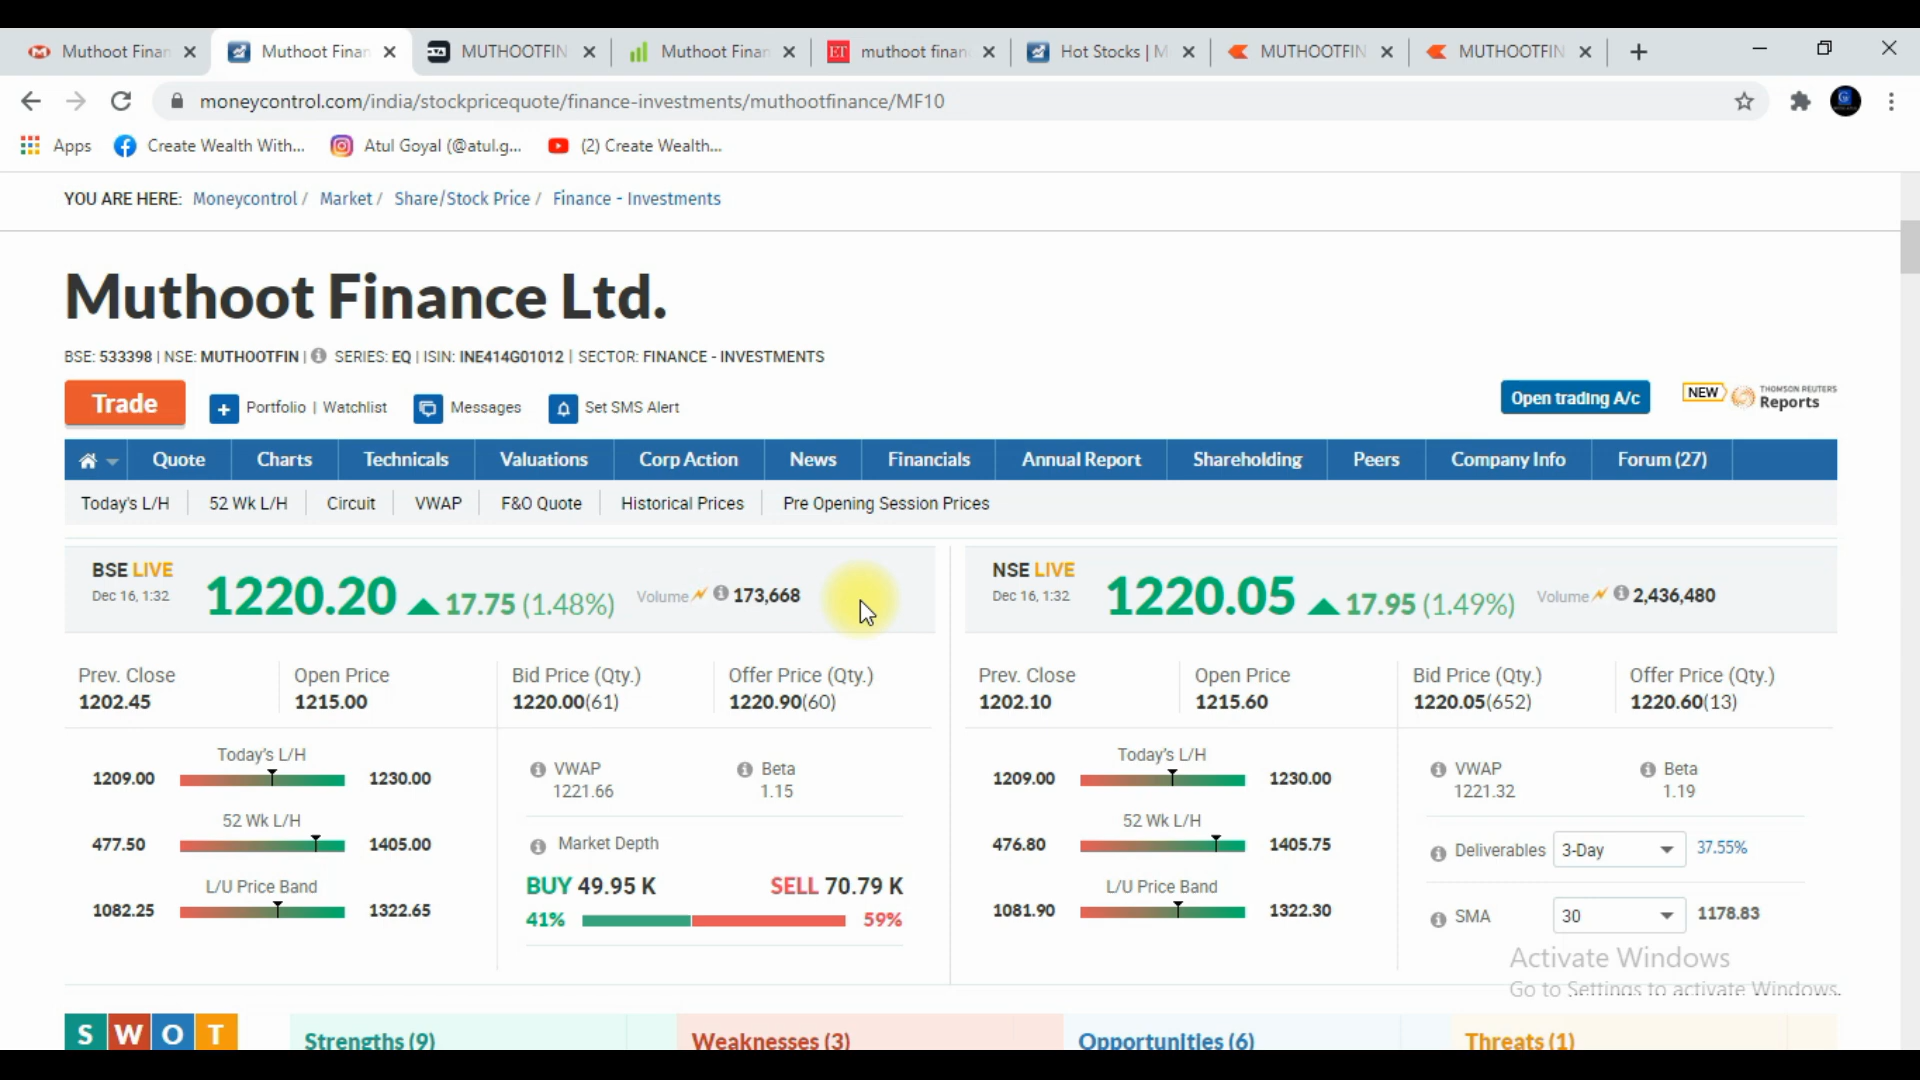 Muthoot Finan
Muthoot Finan
MUTHOOTFIN
Muthoot Finan
ET
muthoot finan
Hot Stocks | M
MUTHOOTFIN
MUTHOOTFIN
moneycontrol.com/india/stockpricequote/finance-investments/muthootfinance/MF10
Apps
Create Wealth With...
Atul Goyal (@atul.g...
(2) Create Wealth...
YOU ARE HERE: Moneycontrol / Market / Share/Stock Price / Finance - Investments
Muthoot Finance Ltd.
BSE: 533398 | NSE: MUTHOOTFIN | SERIES: EQ | ISIN: INE414G01012 | SECTOR: FINANCE - INVESTMENTS
Trade
Portfolio | Watchlist
Messages
Set SMS Alert
Open trading A/c
NEW
THOMSON REUTERS
Reports
Quote Charts Technicals Valuations Corp Action News Financials Annual Report Shareholding Peers Company Info Forum (27)
Today's L/H 52 Wk L/H Circuit VWAP F&O Quote Historical Prices Pre Opening Session Prices
BSE LIVE
Dec 16, 1:32
1220.20 17.75 (1.48%)
Volume 173,668
Prev. Close
1202.45
Open Price
1215.00
Bid Price (Qty.)
1220.00(61)
Offer Price (Qty.)
1220.90(60)
Today's L/H
1209.00 1230.00
52 Wk L/H
477.50 1405.00
L/U Price Band
1082.25 1322.65
VWAP
1221.66
Beta
1.15
Market Depth
BUY 49.95 K SELL 70.79 K
41% 59%
NSE LIVE
Dec 16, 1:32
1220.05 17.95 (1.49%)
Volume 2,436,480
Prev. Close
1202.10
Open Price
1215.60
Bid Price (Qty.)
1220.05(652)
Offer Price (Qty.)
1220.60(13)
Today's L/H
1209.00 1230.00
52 Wk L/H
476.80 1405.75
L/U Price Band
1081.90 1322.30
VWAP
1221.32
Beta
1.19
Deliverables 3-Day 37.55%
SMA 30 1178.83
Activate Windows
Go to Settings to activate Windows.
S W O T
Strengths (9)
Weaknesses (3)
Opportunities (6)
Threats (1)